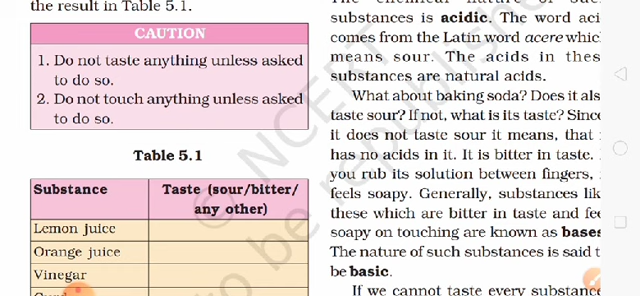 the result in Table 5.1.
CAUTION
1. Do not taste anything unless asked
to do so.
2. Do not touch anything unless asked
to do so.
Table 5.1
Substance Taste (sour/bitter/
any other)
Lemon juice
Orange juice
Vinegar
substances is acidic. The word aci
comes from the Latin word acere whic
means sour. The acids in thes
substances are natural acids.
What about baking soda? Does it als
taste sour? If not, what is its taste? Since
it does not taste sour it means, that
has no acids in it. It is bitter in taste.
you rub its solution between fingers,
feels soapy. Generally, substances lik
these which are bitter in taste and fee
soapy on touching are known as bases
The nature of such substances is said t
be basic.
If we cannot taste every substance
© NCERT
to be republished